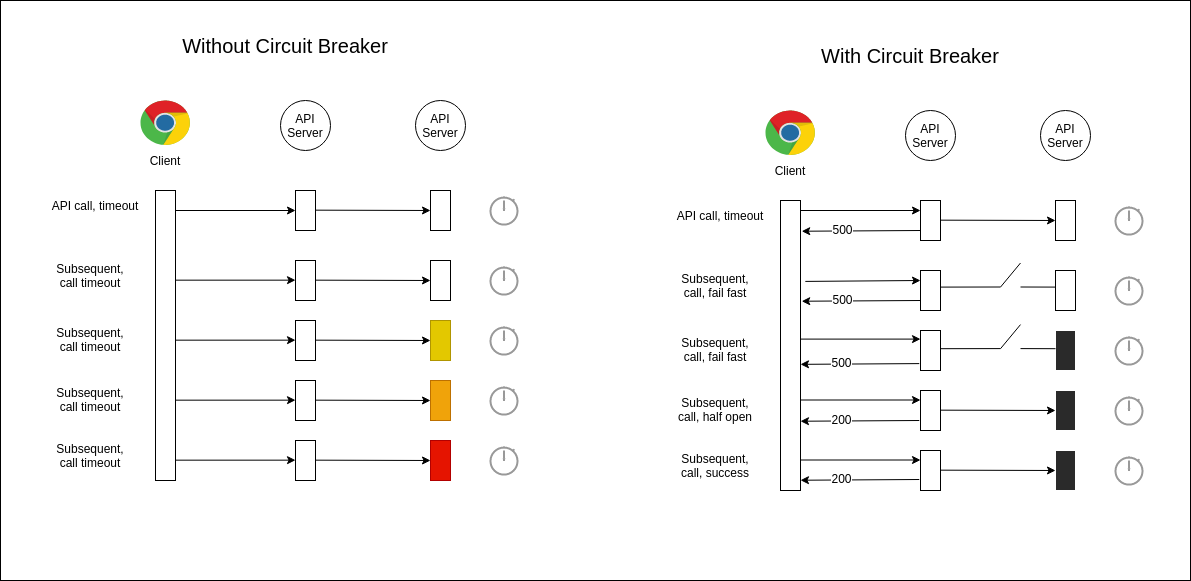 Without Circuit Breaker
API
Server
API
Server
Client
API call, timeout
Subsequent,
call timeout
Subsequent,
call timeout
Subsequent,
call timeout
Subsequent,
call timeout
With Circuit Breaker
API
Server
API
Server
Client
API call, timeout
500
Subsequent,
call, fail fast
500
Subsequent,
call, fail fast
500
Subsequent,
call, half open
200
Subsequent,
call, success
200